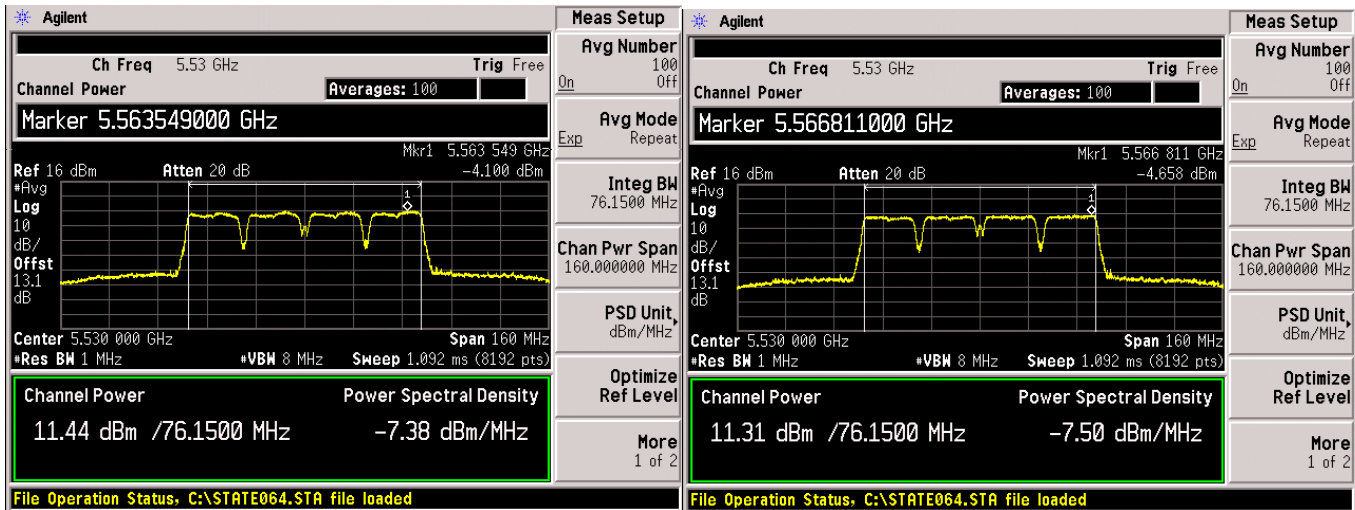 Agilent
Meas Setup
Ch Freq 5.53 GHz Trig Free
Channel Power Averages: 100
Marker 5.563549000 GHz
Mkr1 5.563 549 GHz
Ref 16 dBm Atten 20 dB -4.100 dBm
#Avg
Log
10
dB/
Offst
13.1
dB
1
Center 5.530 000 GHz Span 160 MHz
#Res BW 1 MHz #VBW 8 MHz Sweep 1.092 ms (8192 pts)
Channel Power Power Spectral Density
11.44 dBm /76.1500 MHz -7.38 dBm/MHz
File Operation Status, C:\STATE064.STA file loaded
Avg Number
100
On Off
Avg Mode
Exp Repeat
Integ BW
76.1500 MHz
Chan Pwr Span
160.000000 MHz
PSD Unit
dBm/MHz
Optimize
Ref Level
More
1 of 2
Agilent
Meas Setup
Ch Freq 5.53 GHz Trig Free
Channel Power Averages: 100
Marker 5.566811000 GHz
Mkr1 5.566 811 GHz
Ref 16 dBm Atten 20 dB -4.658 dBm
#Avg
Log
10
dB/
Offst
13.1
dB
1
Center 5.530 000 GHz Span 160 MHz
#Res BW 1 MHz #VBW 8 MHz Sweep 1.092 ms (8192 pts)
Channel Power Power Spectral Density
11.31 dBm /76.1500 MHz -7.50 dBm/MHz
File Operation Status, C:\STATE064.STA file loaded
Avg Number
100
On Off
Avg Mode
Exp Repeat
Integ BW
76.1500 MHz
Chan Pwr Span
160.000000 MHz
PSD Unit
dBm/MHz
Optimize
Ref Level
More
1 of 2